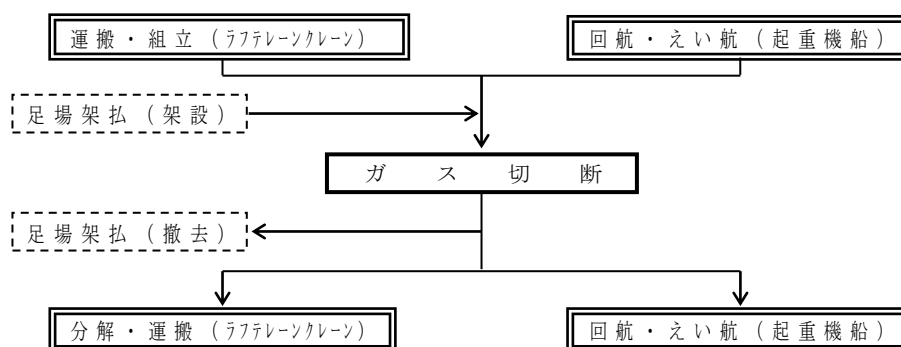 運搬・組立（ﾗﾌﾃﾚｰﾝｸﾚｰﾝ）
回航・えい航（起重機船）
足場架払（架設）
ガス切断
足場架払（撤去）
分解・運搬（ﾗﾌﾃﾚｰﾝｸﾚｰﾝ）
回航・えい航（起重機船）